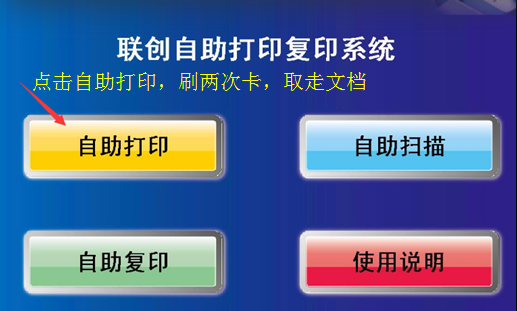 联创自助打印复印系统
点击自助打印，刷两次卡，取走文档
自助打印
自助扫描
自助复印
使用说明